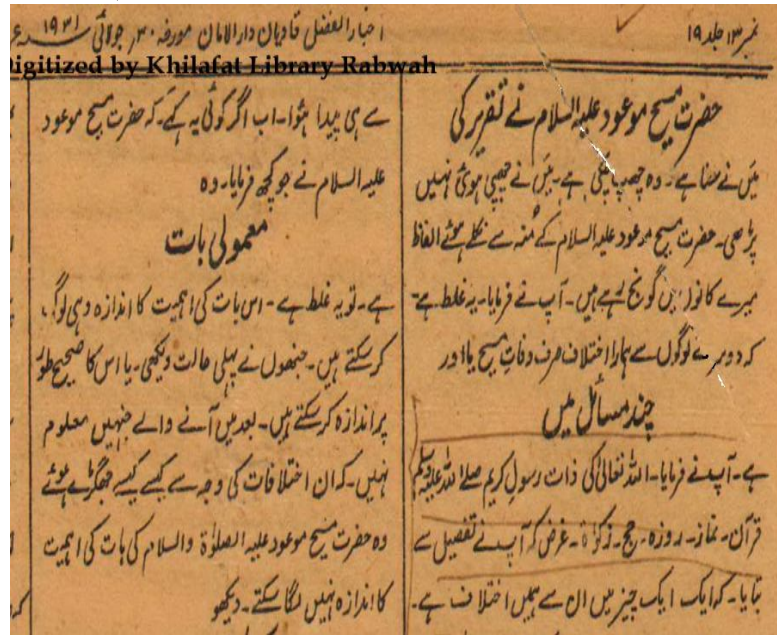 نمبر ۱۳ جلد ۱۹
اخبار الفضل قادیان دارالامان مورخہ ۳۰ر جولائی ۱۹۳۱ء
Digitized by Khilafat Library Rabwah
حضرت مسیح موعود علیہ السلام نے تقریر کی
میں نے سنا ہے۔ وہ چھپ گئی ہے۔ میں نے چھپی ہوئی نہیں
پڑھی۔ حضرت مسیح موعود علیہ السلام کے مُنہ سے نکلے ہوئے الفاظ
میرے کانوں میں گونج رہے ہیں۔ آپ نے فرمایا۔ یہ غلط ہے۔
کہ دوسرے لوگوں سے ہمارا اختلاف صرف وفاتِ مسیح یا اور
چند مسائل میں
ہے۔ آپ نے فرمایا۔ اللہ تعالیٰ کی ذات رسول کریم صلے اللہ علیہ وسلم
قرآن۔ نماز۔ روزہ۔ حج۔ زکوٰۃ۔ غرض کہ آپ نے تفصیل سے
بتایا۔ کہ ایک ایک چیز میں ان سے ہمیں اختلاف ہے۔
سے ہی پیدا ہوا۔ اب اگر کوئی یہ کہے۔ کہ حضرت مسیح موعود
علیہ السلام نے جو کچھ فرمایا۔ وہ
معمولی بات
ہے۔ تو یہ غلط ہے۔ اس بات کی اہمیت کا اندازہ وہی لوگ
کر سکتے ہیں۔ جنھوں نے پہلی حالت دیکھی۔ یا اس کا صحیح طور
پر اندازہ کر سکتے ہیں۔ بعد میں آنے والے جنہیں معلوم
نہیں۔ کہ ان اختلافات کی وجہ سے کیسے کیسے جھگڑے ہوئے
وہ حضرت مسیح موعود علیہ الصلوٰۃ والسلام کی بات کی اہمیت
کا اندازہ نہیں لگا سکتے۔ دیکھو